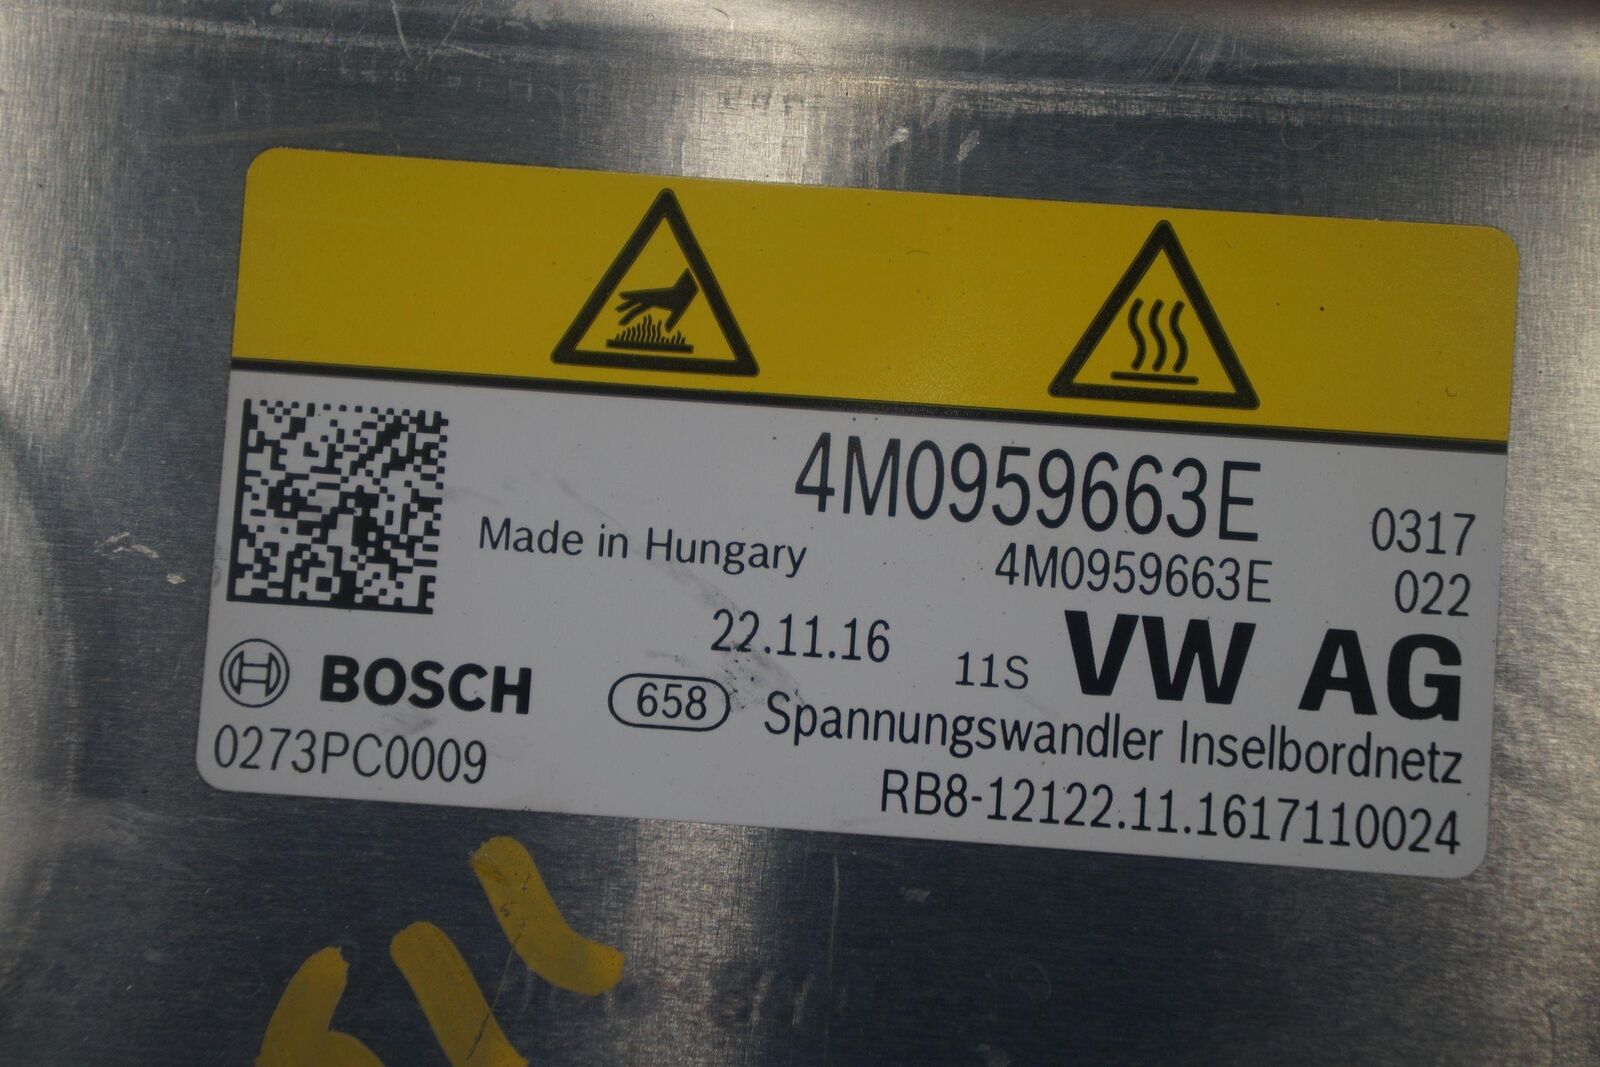 4M0959663E
0317
Made in Hungary
4M0959663E
022
22.11.16
11S
VW AG
BOSCH
658
Spannungswandler Inselbordnetz
0273PC0009
RB8-12122.11.1617110024